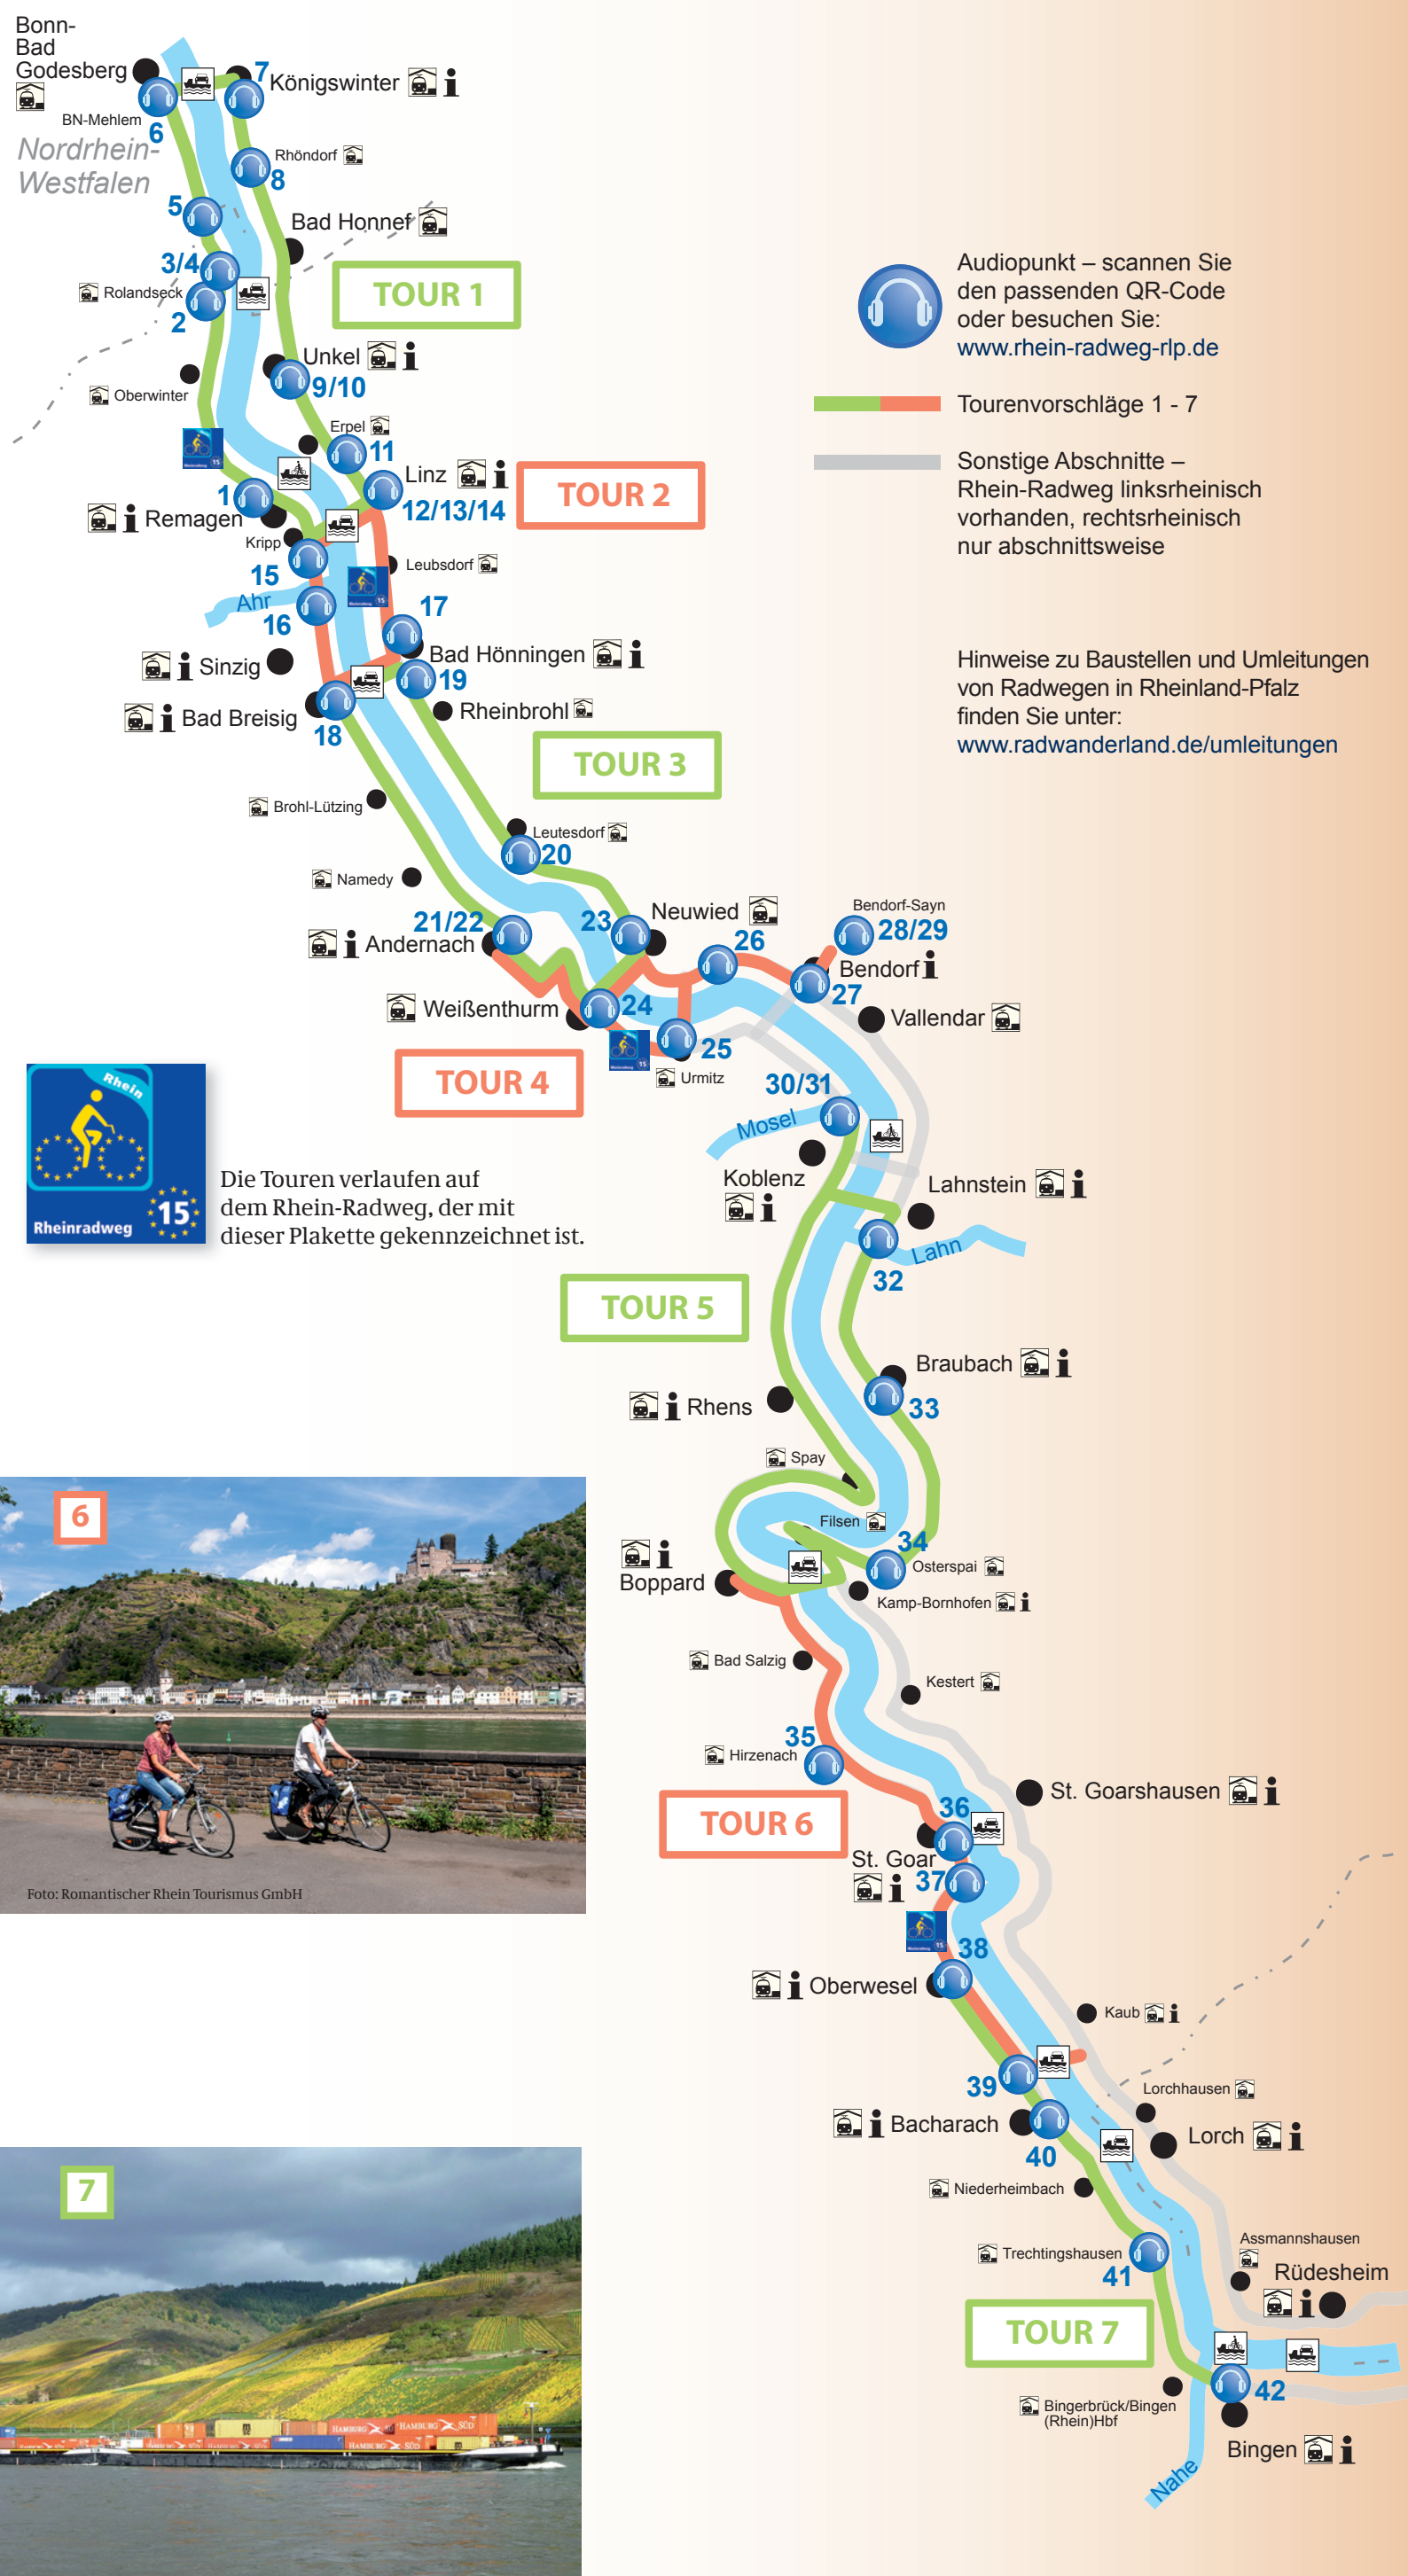 Bonn-
Bad
Godesberg
BN-Mehlem
6
7
Königswinter
Nordrhein-
Westfalen
Rhöndorf
8
5
Bad Honnef
3/4
Rolandseck
2
TOUR 1
Unkel
9/10
Oberwinter
Erpel
11
Linz
12/13/14
TOUR 2
1
Remagen
Kripp
15
Leubsdorf
Ahr
16
17
Sinzig
Bad Hönningen
19
Bad Breisig
18
Rheinbrohl
TOUR 3
Brohl-Lützing
Leutesdorf
20
Namedy
21/22
Andernach
23
Neuwied
26
Bendorf-Sayn
28/29
Bendorf
27
Weißenthurm
24
Vallendar
25
Urmitz
TOUR 4
30/31
Mosel
Koblenz
Lahnstein
Lahn
32
TOUR 5
Braubach
33
Rhens
Spay
Filsen
34
Osterspai
Boppard
Kamp-Bornhofen
Bad Salzig
Kestert
35
Hirzenach
TOUR 6
St. Goarshausen
36
St. Goar
37
38
Oberwesel
Kaub
39
Lorchhausen
Bacharach
40
Lorch
Niederheimbach
Trechtingshausen
41
Assmannshausen
Rüdesheim
TOUR 7
42
Bingerbrück/Bingen
(Rhein)Hbf
Bingen
Nahe
Audiopunkt – scannen Sie
den passenden QR-Code
oder besuchen Sie:
www.rhein-radweg-rlp.de
Tourenvorschläge 1 - 7
Sonstige Abschnitte –
Rhein-Radweg linksrheinisch
vorhanden, rechtsrheinisch
nur abschnittsweise
Hinweise zu Baustellen und Umleitungen
von Radwegen in Rheinland-Pfalz
finden Sie unter:
www.radwanderland.de/umleitungen
Rhein
15
Rheinradweg
Die Touren verlaufen auf
dem Rhein-Radweg, der mit
dieser Plakette gekennzeichnet ist.
6
Foto: Romantischer Rhein Tourismus GmbH
7
HAMBURG SÜD
HAMBURG SÜD
HAMBURG SÜD
HAMBURG SÜD